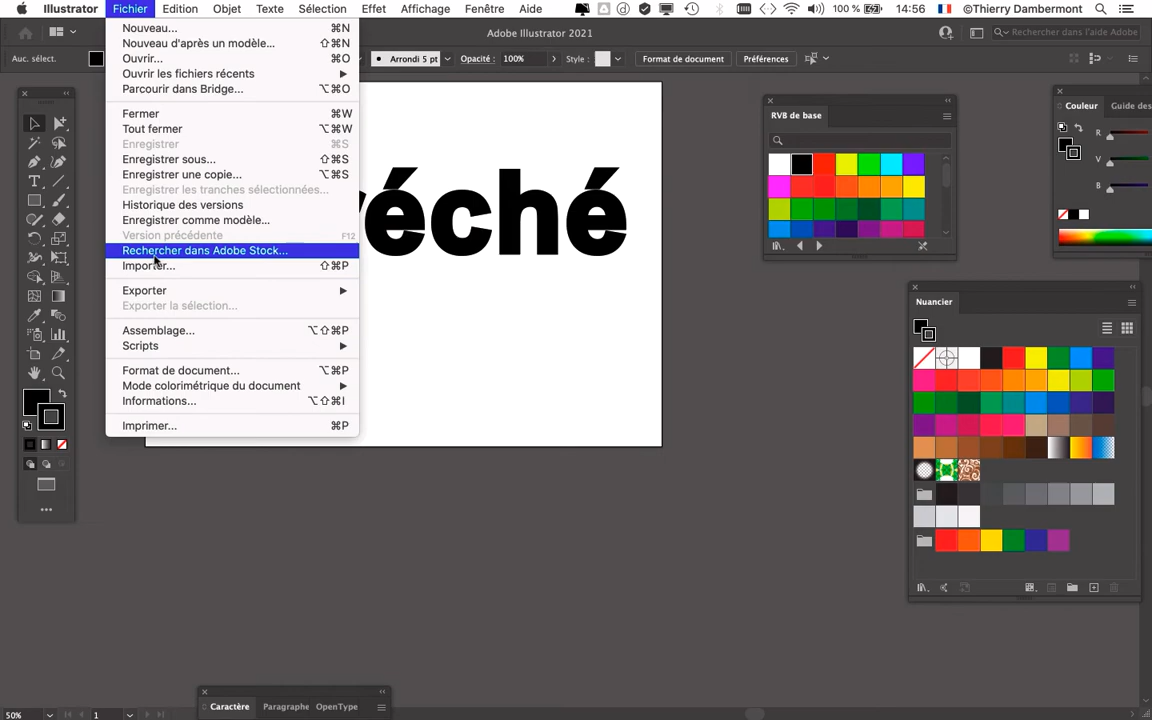 Illustrator Fichier Edition Objet Texte Sélection Effet Affichage Fenêtre Aide 100 % 14:56 ©Thierry Dambermont
Adobe Illustrator 2021
Rechercher dans l'aide Adobe
Auc. sélect.
Arrondi 5 pt
Opacité : 100%
Style :
Format de document
Préférences
Nouveau... ⌘N
Nouveau d'après un modèle... ⇧⌘N
Ouvrir... ⌘O
Ouvrir les fichiers récents
Parcourir dans Bridge... ⌥⌘O
Fermer ⌘W
Tout fermer ⌥⌘W
Enregistrer ⌘S
Enregistrer sous... ⇧⌘S
Enregistrer une copie... ⌥⌘S
Enregistrer les tranches sélectionnées...
Historique des versions
Enregistrer comme modèle...
Version précédente F12
Rechercher dans Adobe Stock...
Importer... ⇧⌘P
Exporter
Exporter la sélection...
Assemblage... ⌥⇧⌘P
Scripts
Format de document... ⌥⌘P
Mode colorimétrique du document
Informations... ⌥⇧⌘I
Imprimer... ⌘P
éché
RVB de base
Couleur Guide des
R
V
B
Nuancier
Caractère Paragraphe OpenType
50% 1